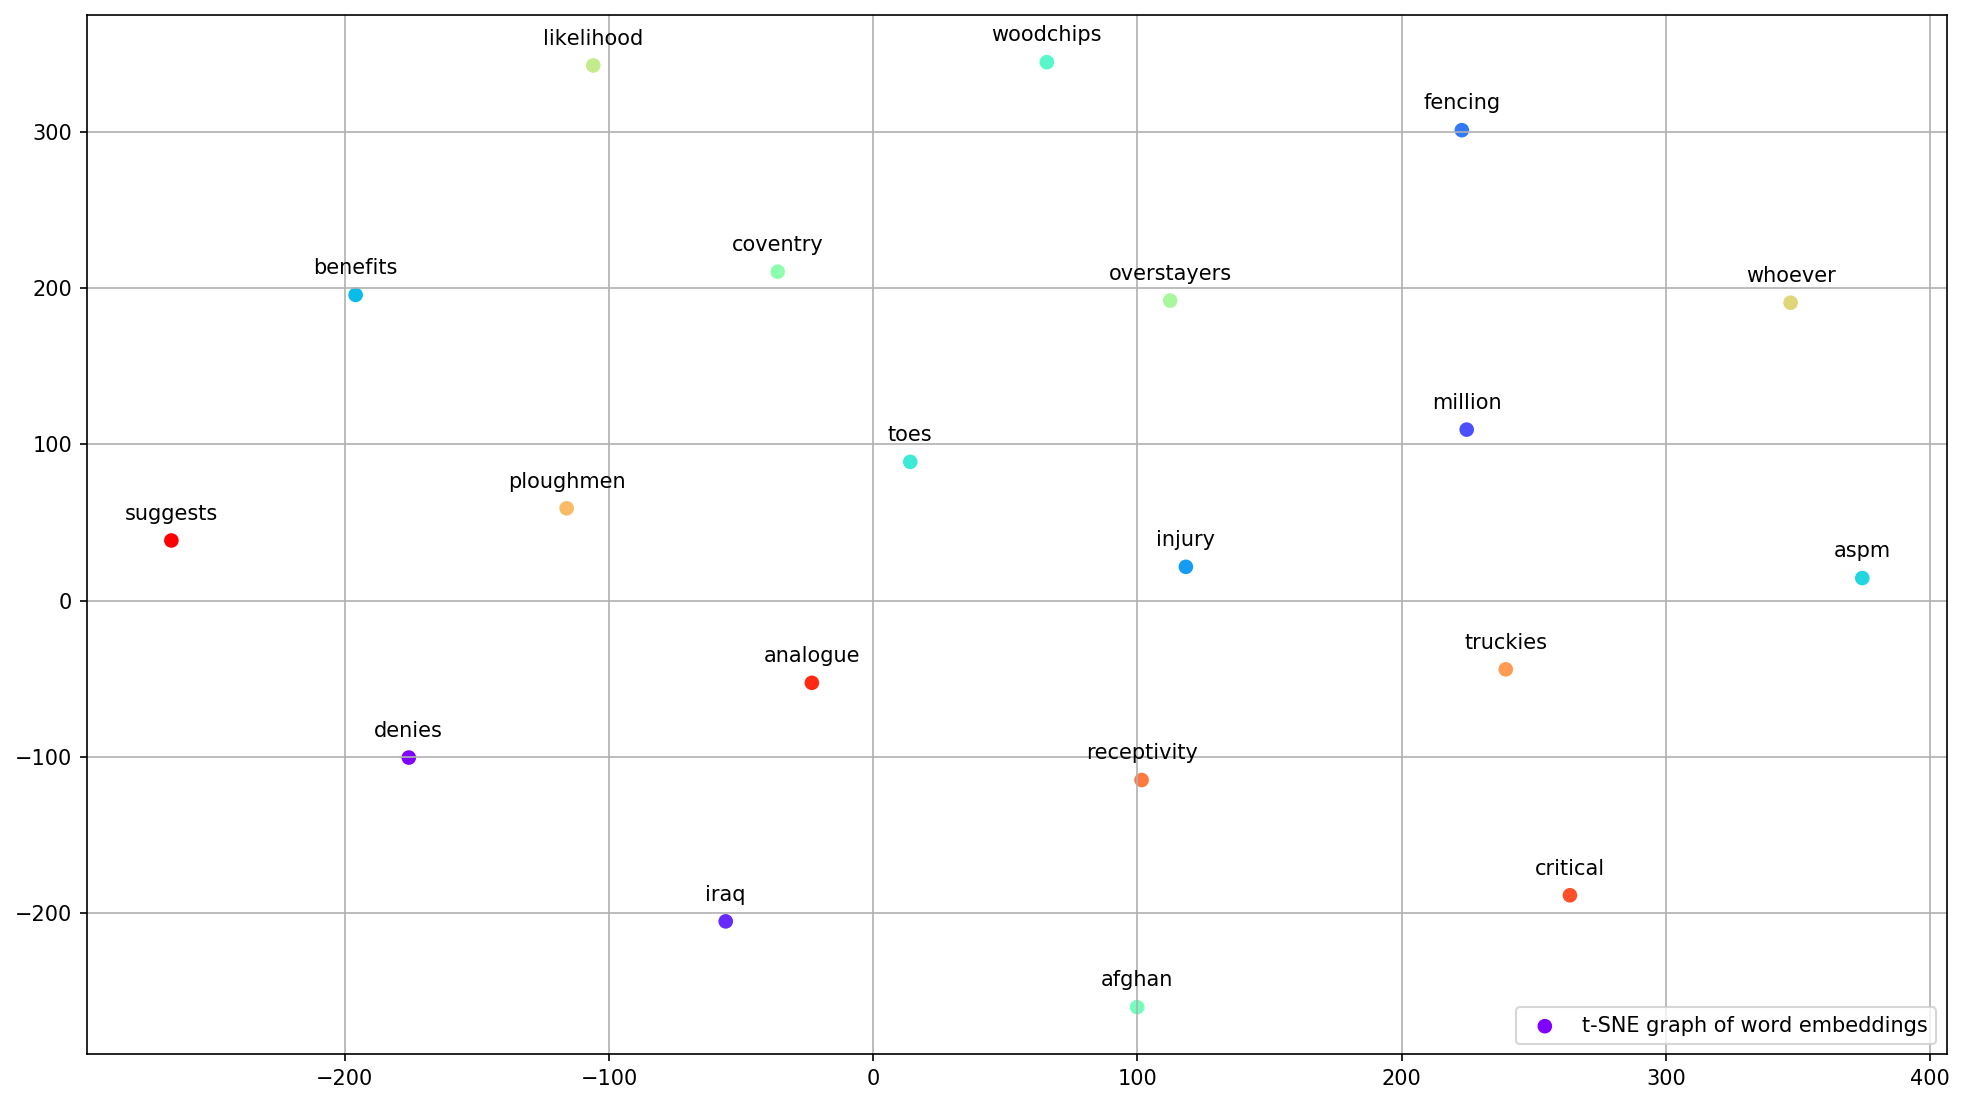 likelihood
woodchips
fencing
300
coventry
benefits
overstayers
whoever
200
million
toes
100
ploughmen
suggests
injury
aspm
0
truckies
analogue
denies
receptivity
−100
critical
iraq
−200
afghan
t-SNE graph of word embeddings
−200 −100 0 100 200 300 400